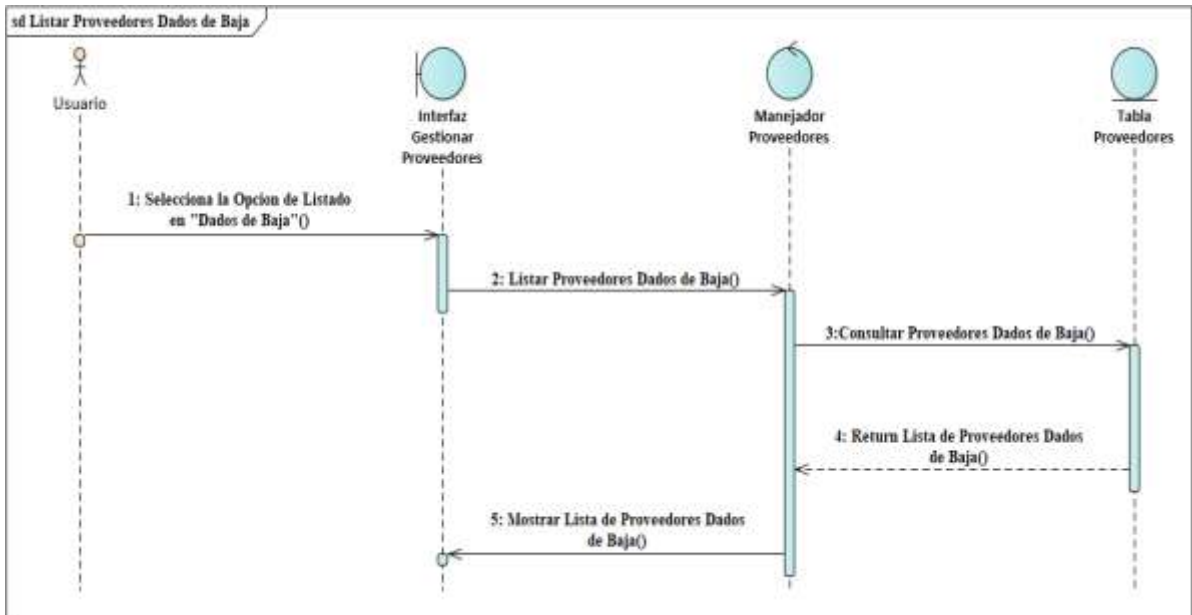 sd Listar Proveedores Dados de Baja
Usuario
Interfaz
Gestionar
Proveedores
Manejador
Proveedores
Tabla
Proveedores
1: Selecciona la Opcion de Listado
en "Dados de Baja"()
2: Listar Proveedores Dados de Baja()
3:Consultar Proveedores Dados de Baja()
4: Return Lista de Proveedores Dados
de Baja()
5: Mostrar Lista de Proveedores Dados
de Baja()